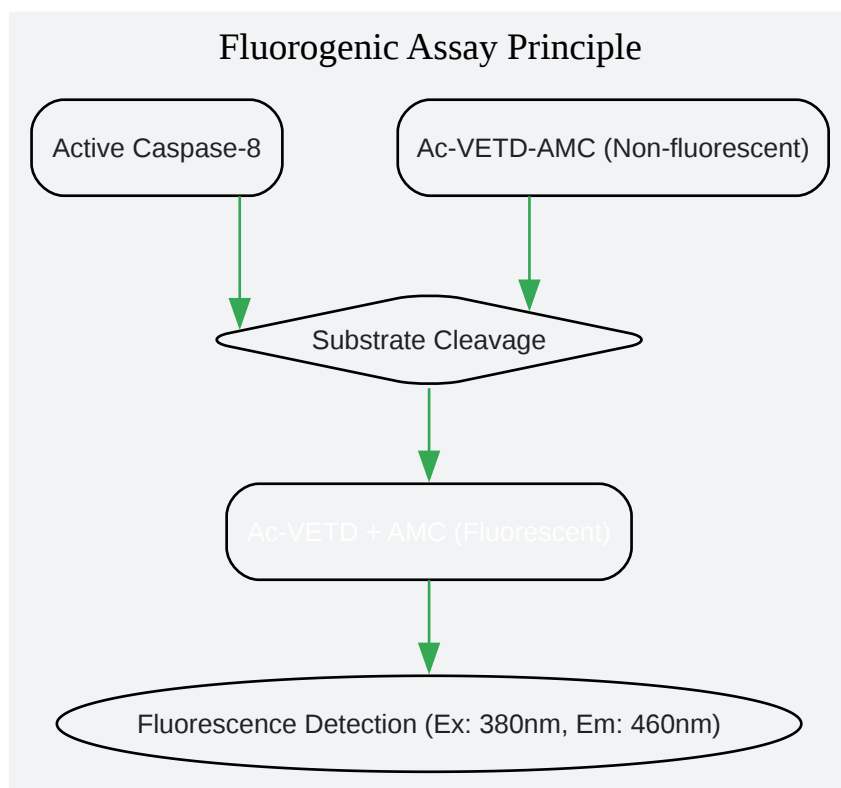 Fluorogenic Assay Principle
Active Caspase-8
Ac-VETD-AMC (Non-fluorescent)
Substrate Cleavage
Ac-VETD + AMC (Fluorescent)
Fluorescence Detection (Ex: 380nm, Em: 460nm)